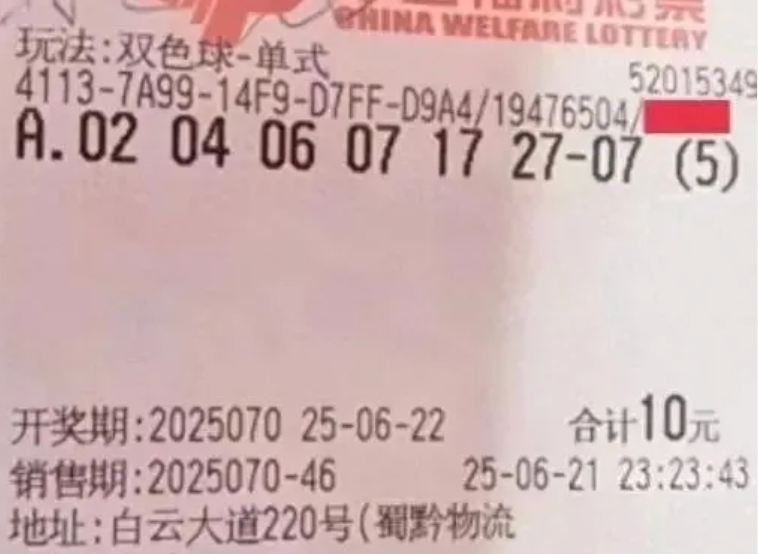 CHINA WELFARE LOTTERY
玩法:双色球-单式
52015349
4113-7A99-14F9-D7FF-D9A4/19476504/
A.02 04 06 07 17 27-07 (5)
开奖期:2025070 25-06-22 合计10元
销售期:2025070-46 25-06-21 23:23:43
地址:白云大道220号(蜀黔物流